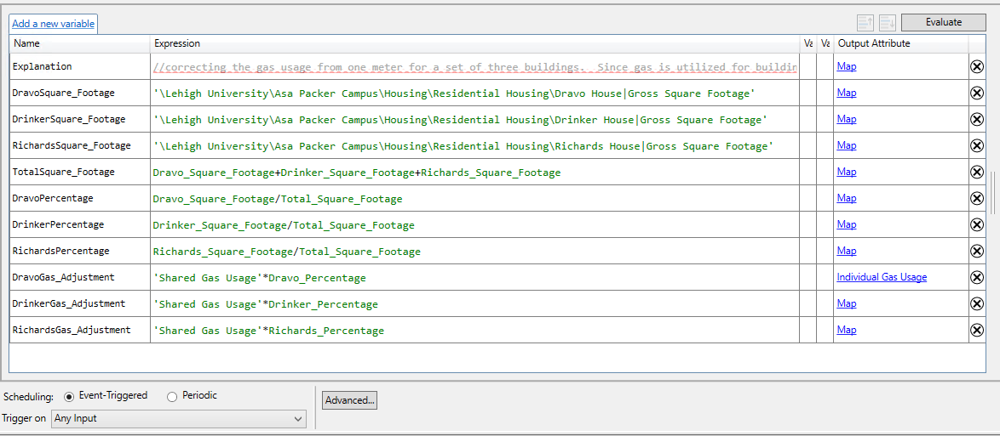 Add a new variable
Evaluate
Name Expression Va Va Output Attribute
Explanation //correcting the gas usage from one meter for a set of three buildings.  Since gas is utilized for buildin Map
DravoSquare_Footage '\Lehigh University\Asa Packer Campus\Housing\Residential Housing\Dravo House|Gross Square Footage' Map
DrinkerSquare_Footage '\Lehigh University\Asa Packer Campus\Housing\Residential Housing\Drinker House|Gross Square Footage' Map
RichardsSquare_Footage '\Lehigh University\Asa Packer Campus\Housing\Residential Housing\Richards House|Gross Square Footage' Map
TotalSquare_Footage Dravo_Square_Footage+Drinker_Square_Footage+Richards_Square_Footage Map
DravoPercentage Dravo_Square_Footage/Total_Square_Footage Map
DrinkerPercentage Drinker_Square_Footage/Total_Square_Footage Map
RichardsPercentage Richards_Square_Footage/Total_Square_Footage Map
DravoGas_Adjustment 'Shared Gas Usage'*Dravo_Percentage Individual Gas Usage
DrinkerGas_Adjustment 'Shared Gas Usage'*Drinker_Percentage Map
RichardsGas_Adjustment 'Shared Gas Usage'*Richards_Percentage Map
Scheduling: Event-Triggered Periodic
Advanced...
Trigger on Any Input